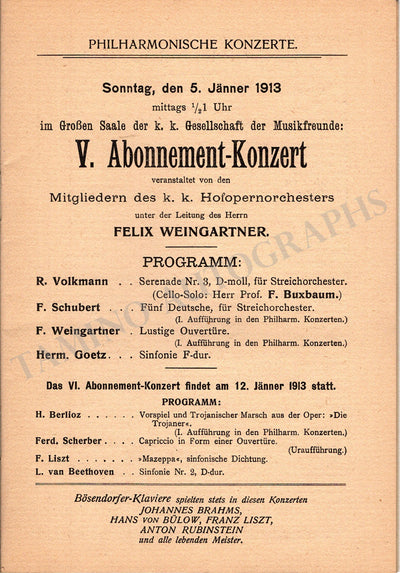 PHILHARMONISCHE KONZERTE.
Sonntag, den 5. Jänner 1913
mittags ½1 Uhr
im Großen Saale der k. k. Gesellschaft der Musikfreunde:
V. Abonnement-Konzert
veranstaltet von den
Mitgliedern des k. k. Hofopernorchesters
unter der Leitung des Herrn
FELIX WEINGARTNER.
PROGRAMM:
R. Volkmann . . Serenade Nr. 3, D-moll, für Streichorchester.
(Cello-Solo: Herr Prof. F. Buxbaum.)
F. Schubert . . Fünf Deutsche, für Streichorchester.
(I. Aufführung in den Philharm. Konzerten.)
F. Weingartner . Lustige Ouvertüre.
(I. Aufführung in den Philharm. Konzerten.)
Herm. Goetz . . Sinfonie F-dur.
Das VI. Abonnement-Konzert findet am 12. Jänner 1913 statt.
PROGRAMM:
H. Berlioz . . . . . . Vorspiel und Trojanischer Marsch aus der Oper: »Die
Trojaner«.
(I. Aufführung in den Philharm. Konzerten.)
Ferd. Scherber . . . . Capriccio in Form einer Ouvertüre.
(Uraufführung.)
F. Liszt . . . . . . . »Mazeppa«, sinfonische Dichtung.
L. van Beethoven . . Sinfonie Nr. 2, D-dur.
Bösendorfer-Klaviere spielten stets in diesen Konzerten
JOHANNES BRAHMS,
HANS von BÜLOW, FRANZ LISZT,
ANTON RUBINSTEIN
und alle lebenden Meister.
TAMINO AUTOGRAPHS